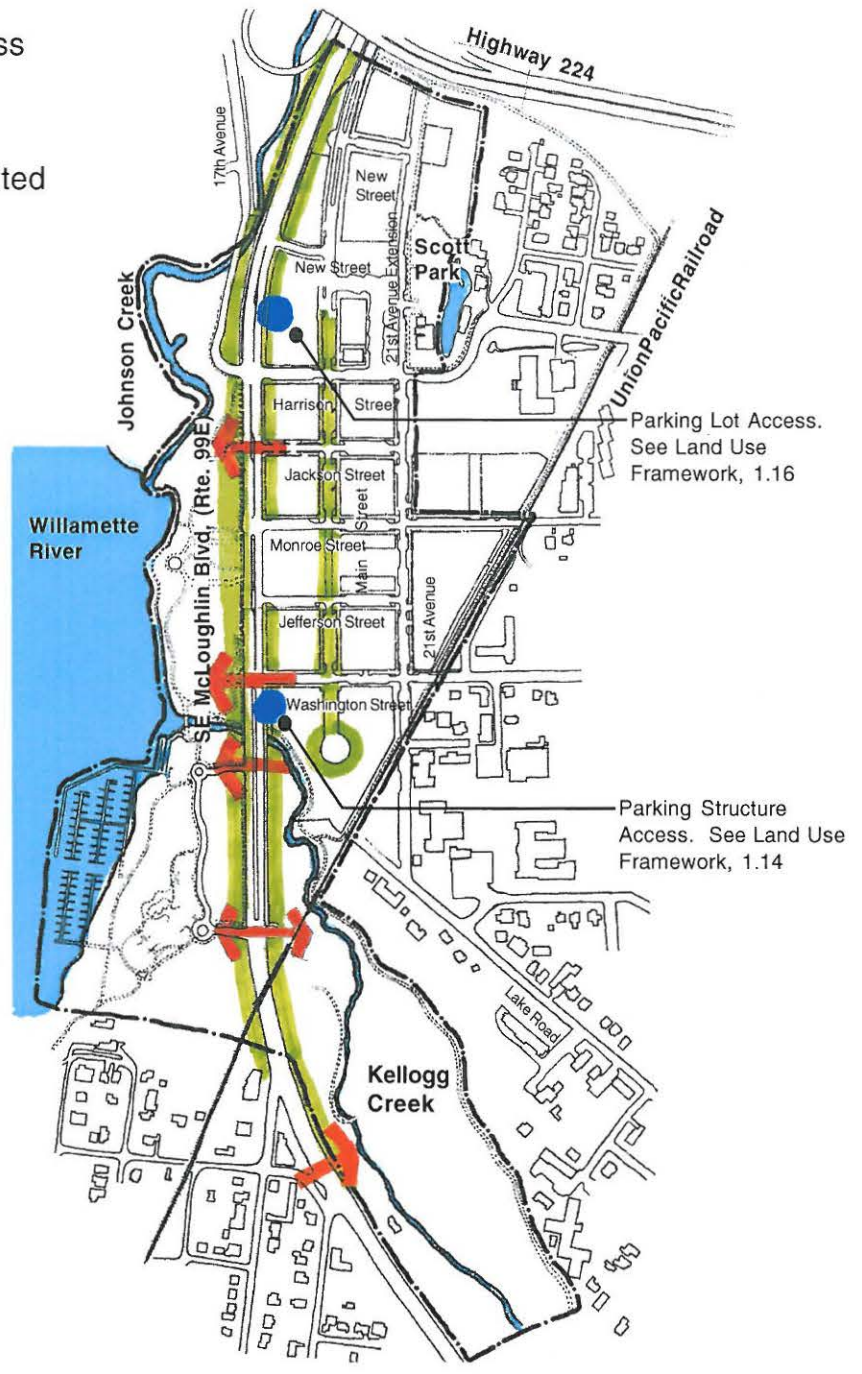 ss
ted
Highway 224
17th Avenue
New
Street
21st Avenue Extension
Scott
Park
New Street
Johnson Creek
UnionPacificRailroad
Harrison Street
Parking Lot Access.
See Land Use
Framework, 1.16
SE McLoughlin Blvd, (Rte. 99E)
Jackson Street
Willamette
River
Monroe Street
Main Street
Jefferson Street
21st Avenue
Washington Street
Parking Structure
Access. See Land Use
Framework, 1.14
Lake Road
Kellogg
Creek